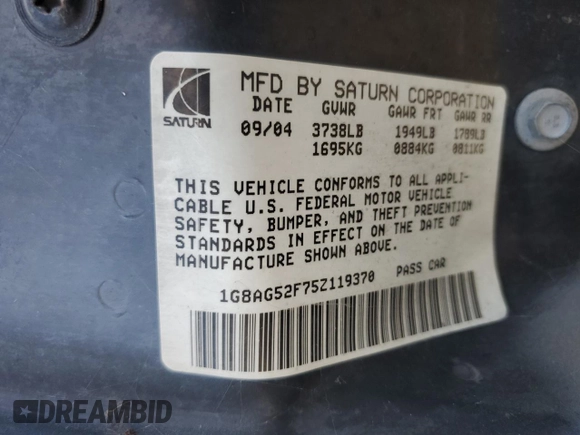 MFD BY SATURN CORPORATION
DATE GVWR GAWR FRT GAWR RR
SATURN
09/04 3738LB 1949LB 1789LB
1695KG 0884KG 0811KG
THIS VEHICLE CONFORMS TO ALL APPLI-
CABLE U.S. FEDERAL MOTOR VEHICLE
SAFETY, BUMPER, AND THEFT PREVENTION
STANDARDS IN EFFECT ON THE DATE OF
MANUFACTURE SHOWN ABOVE.
1G8AG52F75Z119370 PASS CAR
DREAMBID